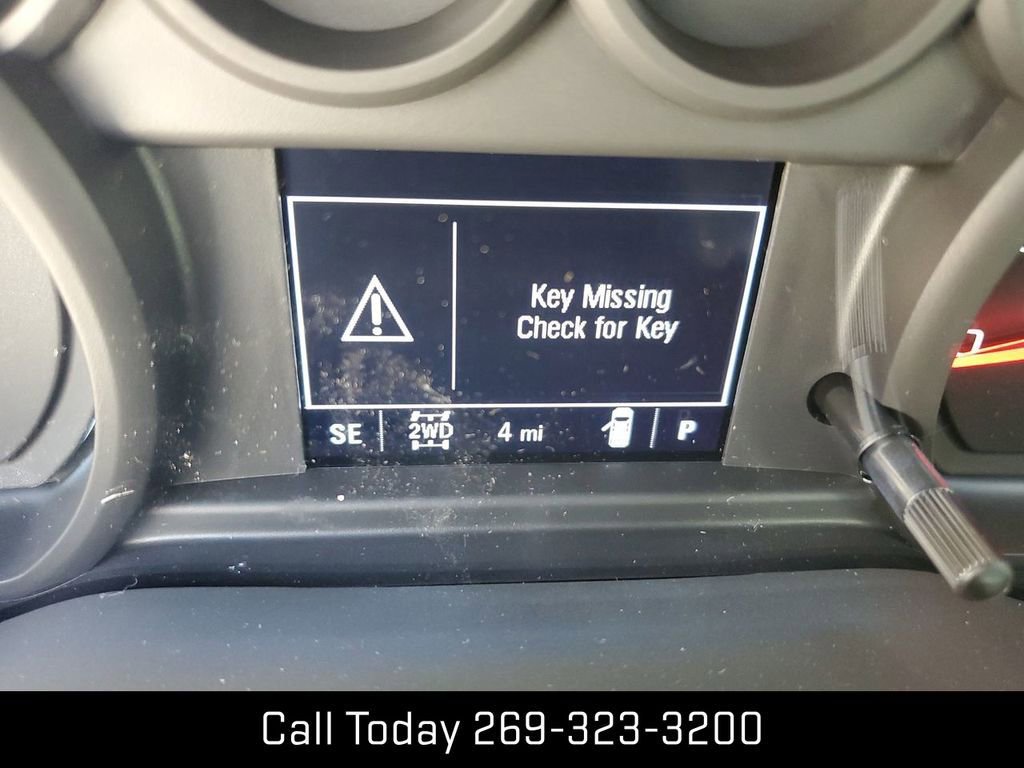 Key Missing
Check for Key
SE 2WD 4 mi P
Call Today 269-323-3200